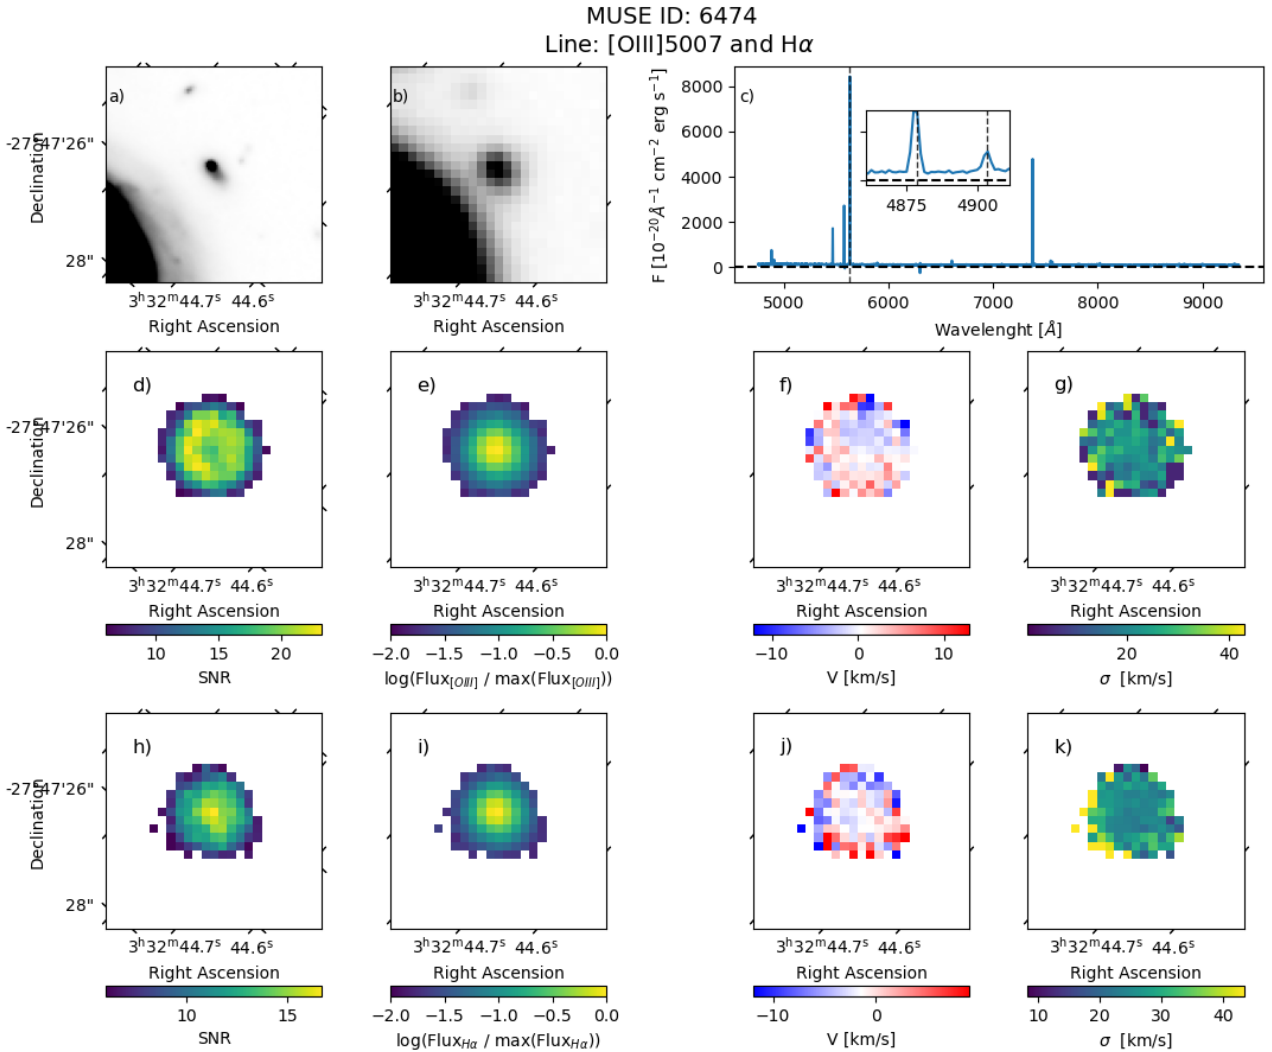 MUSE ID: 6474
Line: [OIII]5007 and Hα
a)
-27°47'26"
28"
Declination
3ʰ32ᵐ44.7ˢ 44.6ˢ
Right Ascension
b)
3ʰ32ᵐ44.7ˢ 44.6ˢ
Right Ascension
c)
F [10⁻²⁰Å⁻¹ cm⁻² erg s⁻¹]
8000
6000
4000
2000
0
4875 4900
5000 6000 7000 8000 9000
Wavelenght [Å]
d)
-27°47'26"
28"
Declination
3ʰ32ᵐ44.7ˢ 44.6ˢ
Right Ascension
10 15 20
SNR
e)
3ʰ32ᵐ44.7ˢ 44.6ˢ
Right Ascension
−2.0 −1.5 −1.0 −0.5 0.0
log(Flux[OIII] / max(Flux[OIII]))
f)
3ʰ32ᵐ44.7ˢ 44.6ˢ
Right Ascension
−10 0 10
V [km/s]
g)
3ʰ32ᵐ44.7ˢ 44.6ˢ
Right Ascension
20 40
σ [km/s]
h)
-27°47'26"
28"
Declination
3ʰ32ᵐ44.7ˢ 44.6ˢ
Right Ascension
10 15
SNR
i)
3ʰ32ᵐ44.7ˢ 44.6ˢ
Right Ascension
−2.0 −1.5 −1.0 −0.5 0.0
log(FluxHα / max(FluxHα))
j)
3ʰ32ᵐ44.7ˢ 44.6ˢ
Right Ascension
−10 0
V [km/s]
k)
3ʰ32ᵐ44.7ˢ 44.6ˢ
Right Ascension
10 20 30 40
σ [km/s]